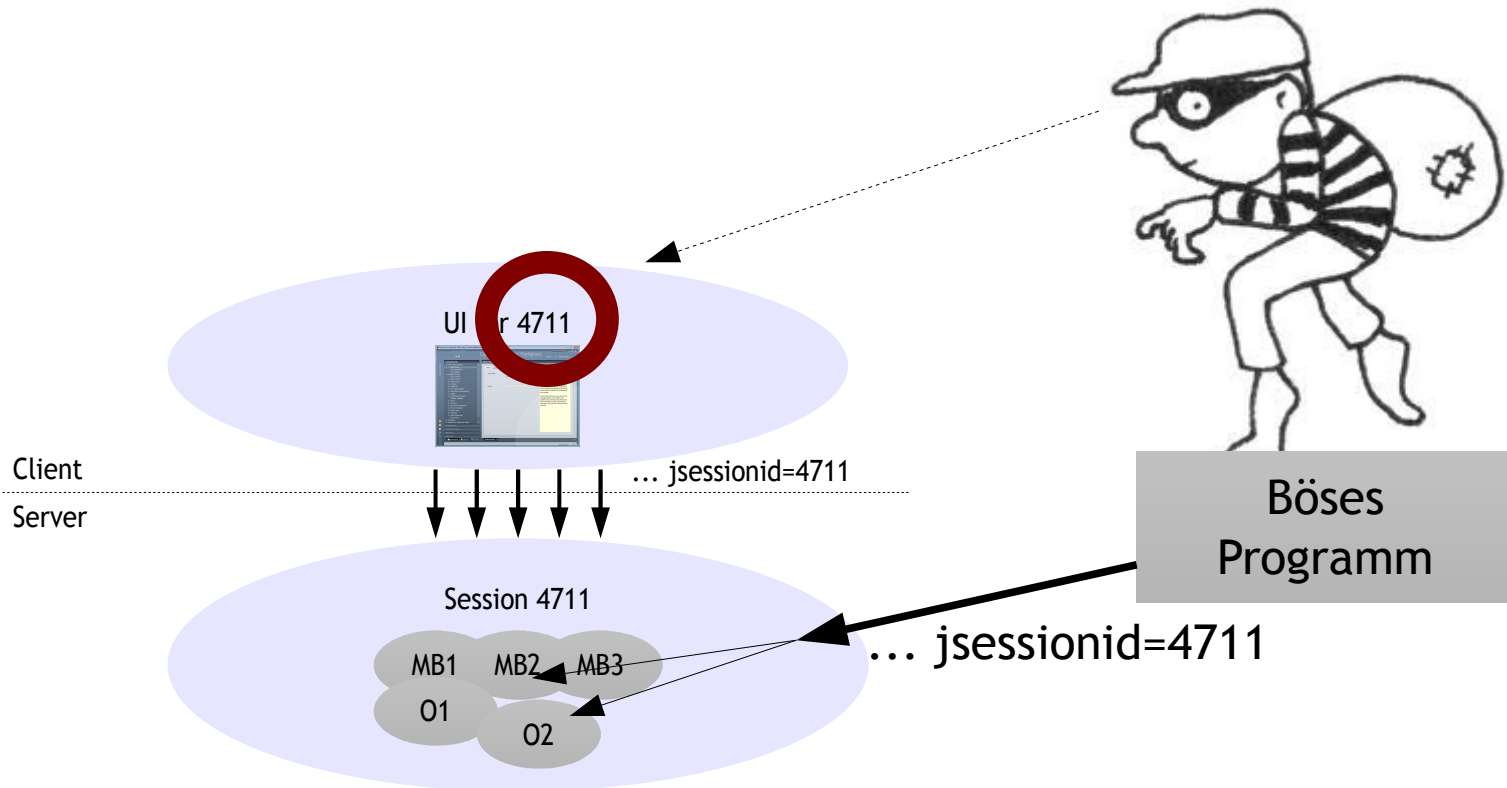 UI r 4711
Client
... jsessionid=4711
Server
Böses
Programm
Session 4711
... jsessionid=4711
MB1 MB2 MB3
O1
O2